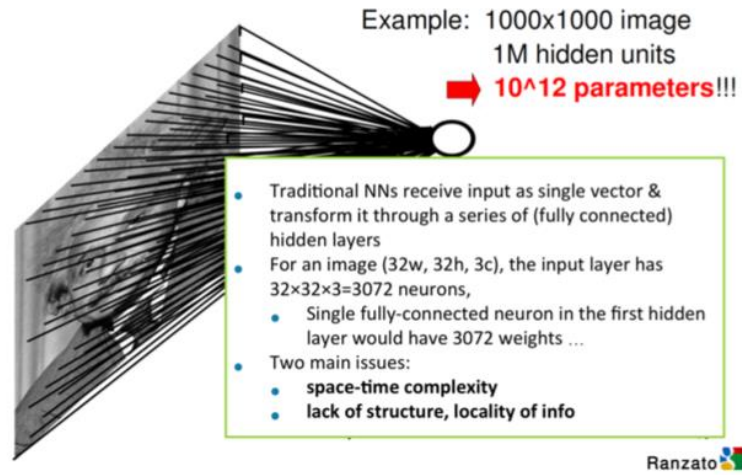 Example: 1000x1000 image
1M hidden units
10^12 parameters!!!
• Traditional NNs receive input as single vector &
transform it through a series of (fully connected)
hidden layers
• For an image (32w, 32h, 3c), the input layer has
32×32×3=3072 neurons,
• Single fully-connected neuron in the first hidden
layer would have 3072 weights …
• Two main issues:
• space-time complexity
• lack of structure, locality of info
Ranzato